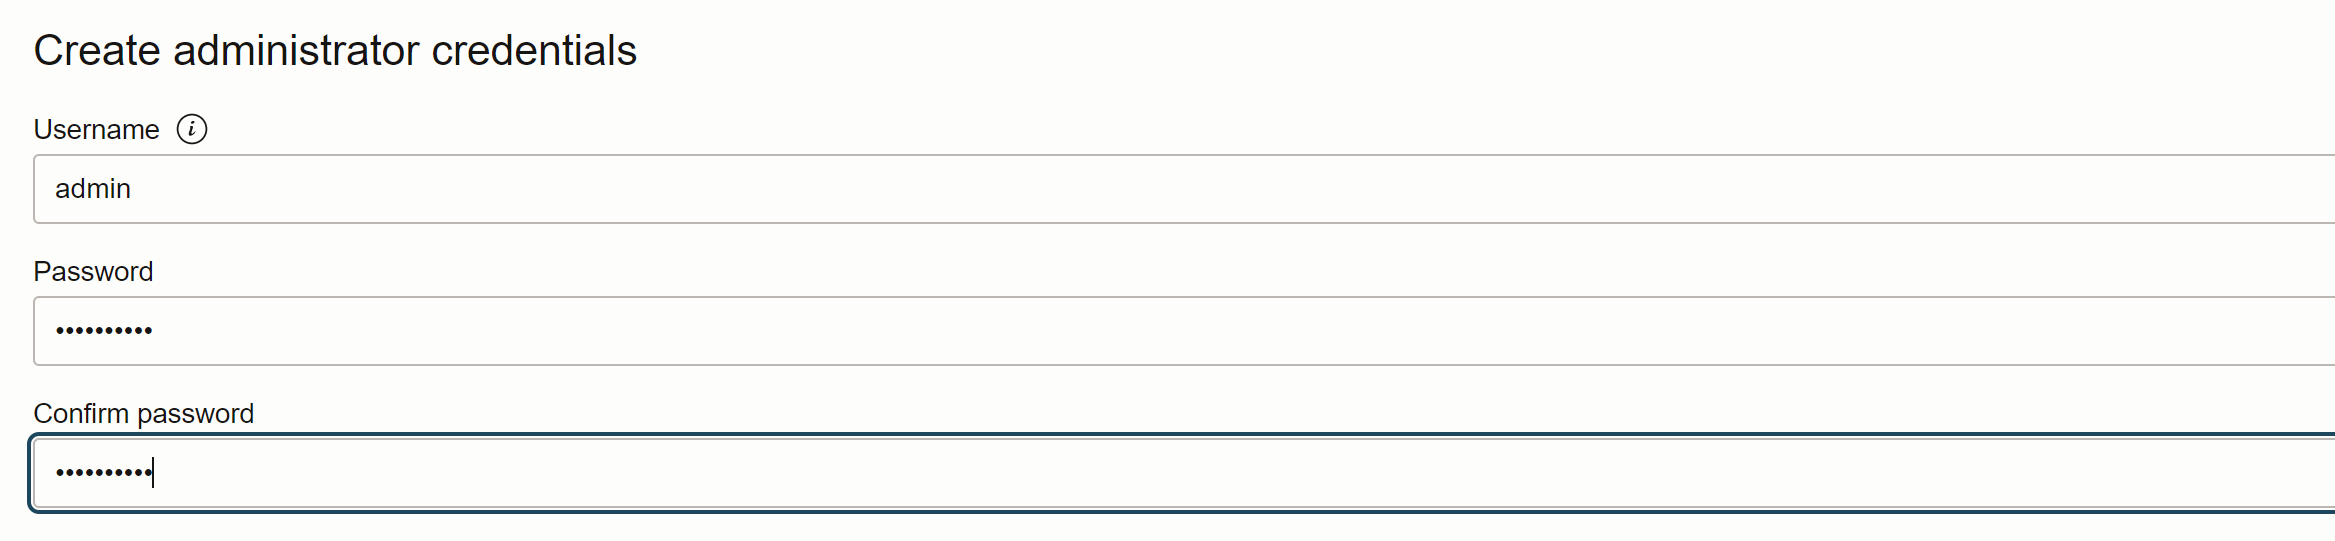 Create administrator credentials
Username i
admin
Password
••••••••••
Confirm password
••••••••••